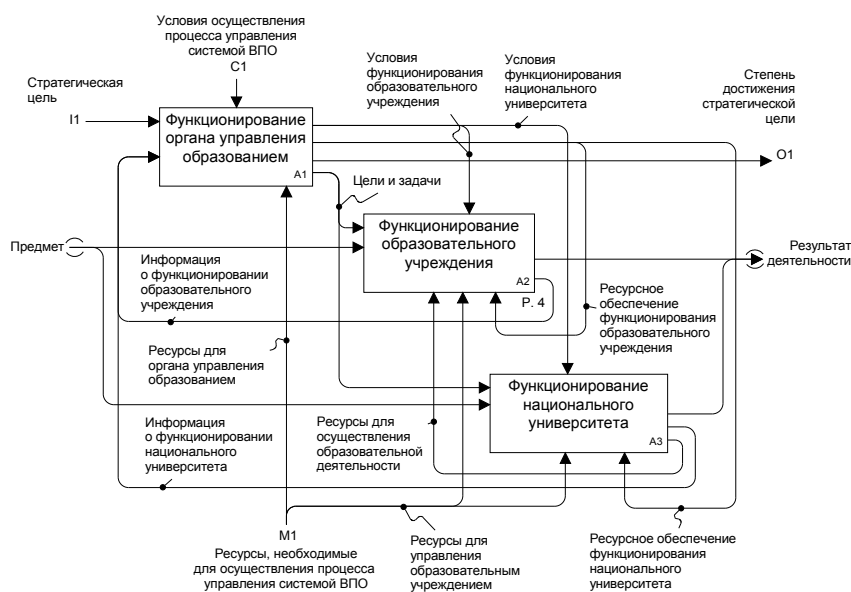 Условия осуществления
процесса управления
системой ВПО
C1
Стратегическая
цель
I1
Функционирование
органа управления
образованием
A1
Условия
функционирования
образовательного
учреждения
Условия
функционирования
национального
университета
Степень
достижения
стратегической
цели
O1
Цели и задачи
Предмет
Функционирование
образовательного
учреждения
A2
P. 4
Результат
деятельности
Информация
о функционировании
образовательного
учреждения
Ресурсное
обеспечение
функционирования
образовательного
учреждения
Ресурсы для
органа управления
образованием
Функционирование
национального
университета
A3
Информация
о функционировании
национального
университета
Ресурсы для
осуществления
образовательной
деятельности
M1
Ресурсы, необходимые
для осуществления процесса
управления системой ВПО
Ресурсы для
управления
образовательным
учреждением
Ресурсное обеспечение
функционирования
национального
университета